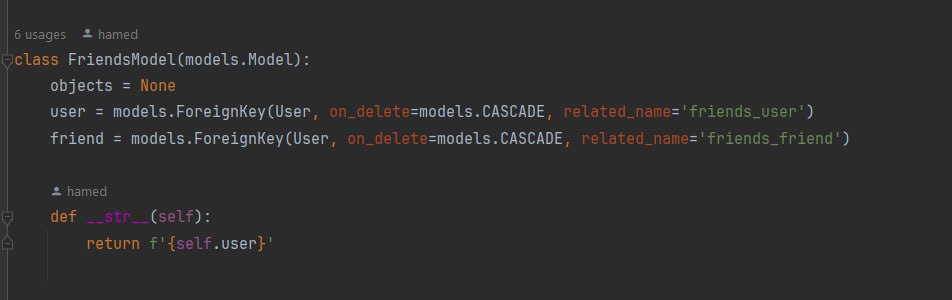 6 usages hamed
class FriendsModel(models.Model):
    objects = None
    user = models.ForeignKey(User, on_delete=models.CASCADE, related_name='friends_user')
    friend = models.ForeignKey(User, on_delete=models.CASCADE, related_name='friends_friend')
    hamed
    def __str__(self):
        return f'{self.user}'